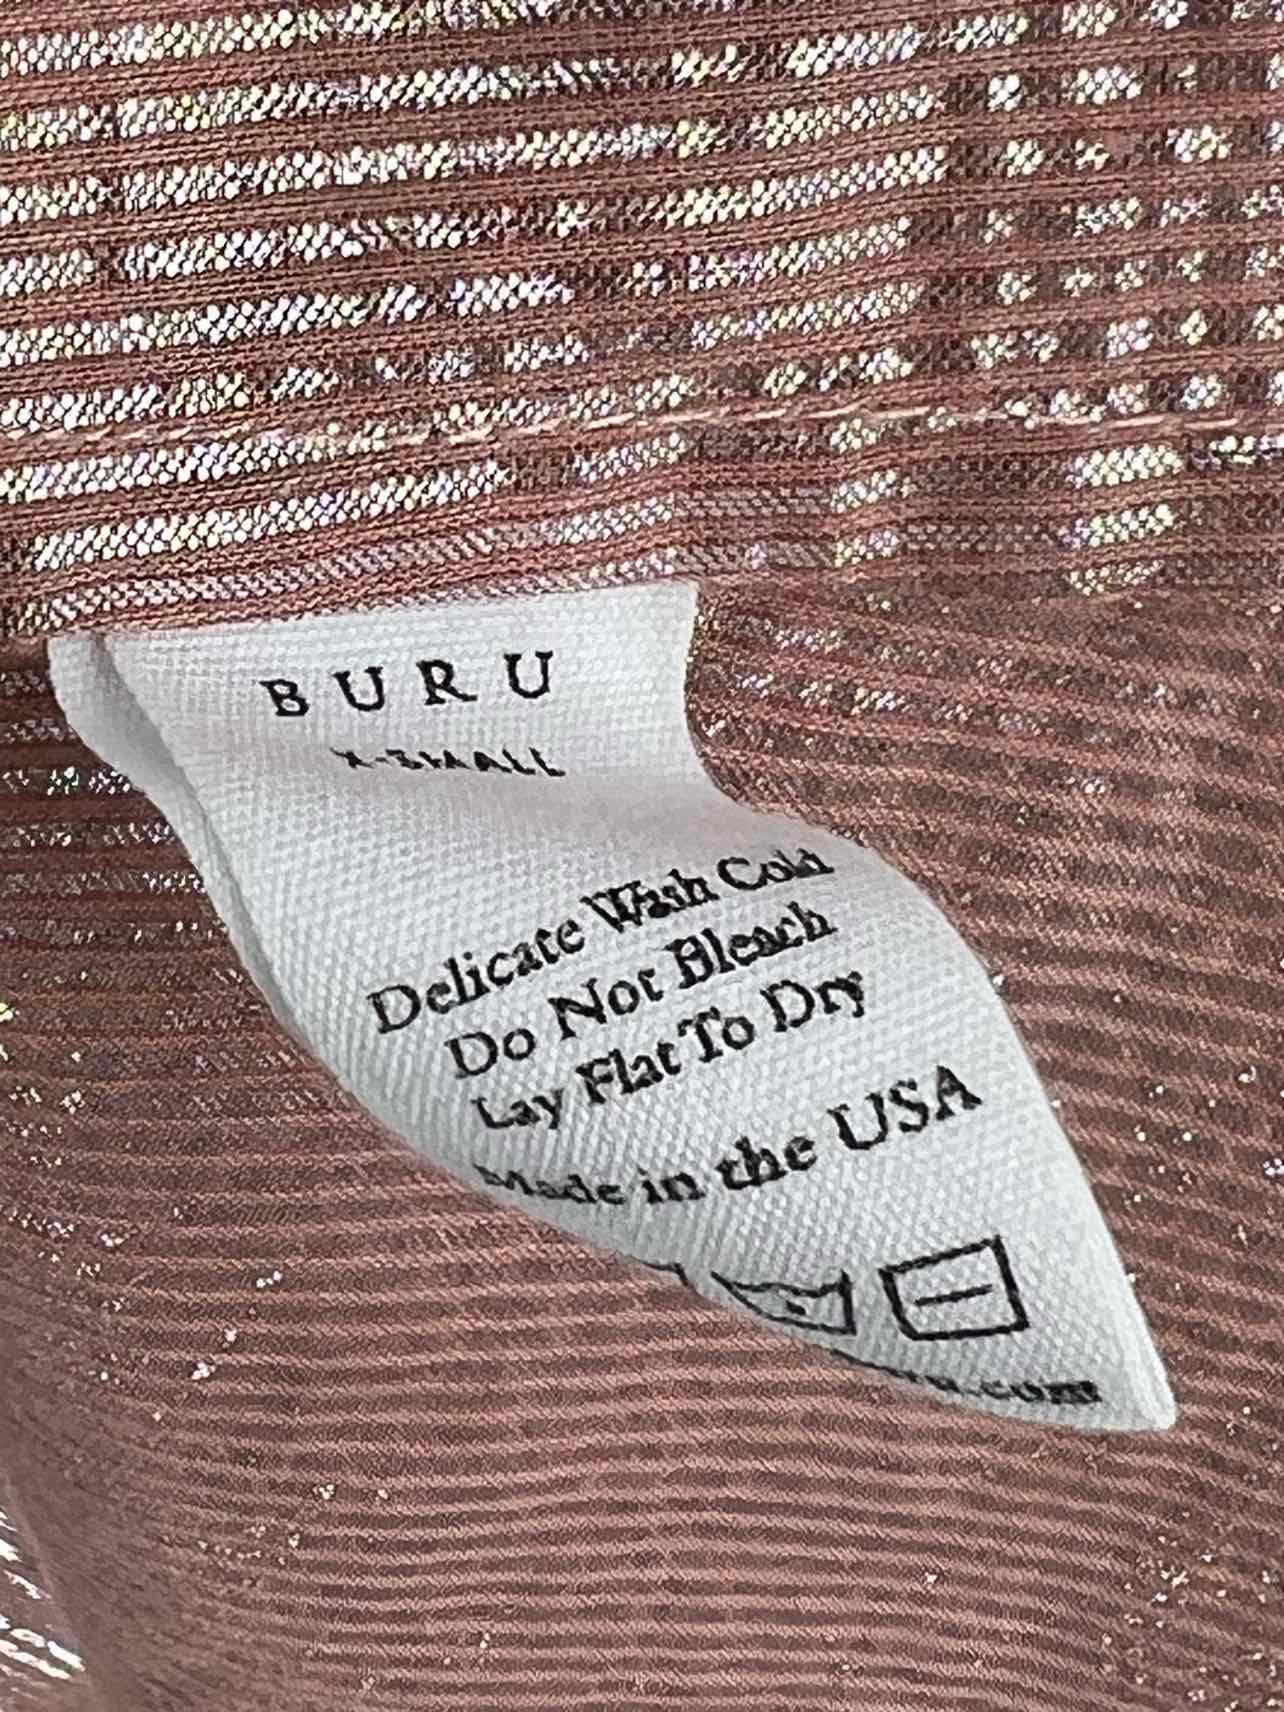 BURU
X-SMALL
Delicate Wash Cold
Do Not Bleach
Lay Flat To Dry
Made in the USA